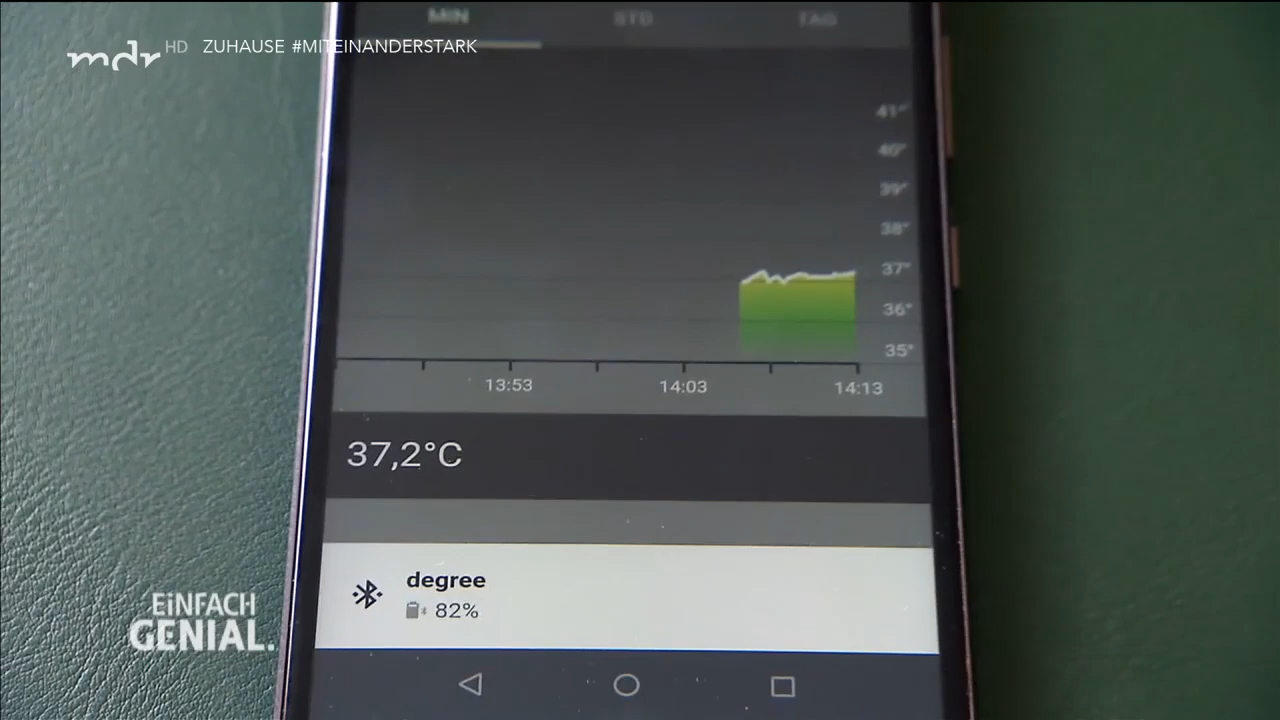 MIN STD TAG
mdr HD ZUHAUSE #MITEINANDERSTARK
41°
40°
39°
38°
37°
36°
35°
13:53 14:03 14:13
37,2°C
degree
82%
EiNFACH
GENIAL.